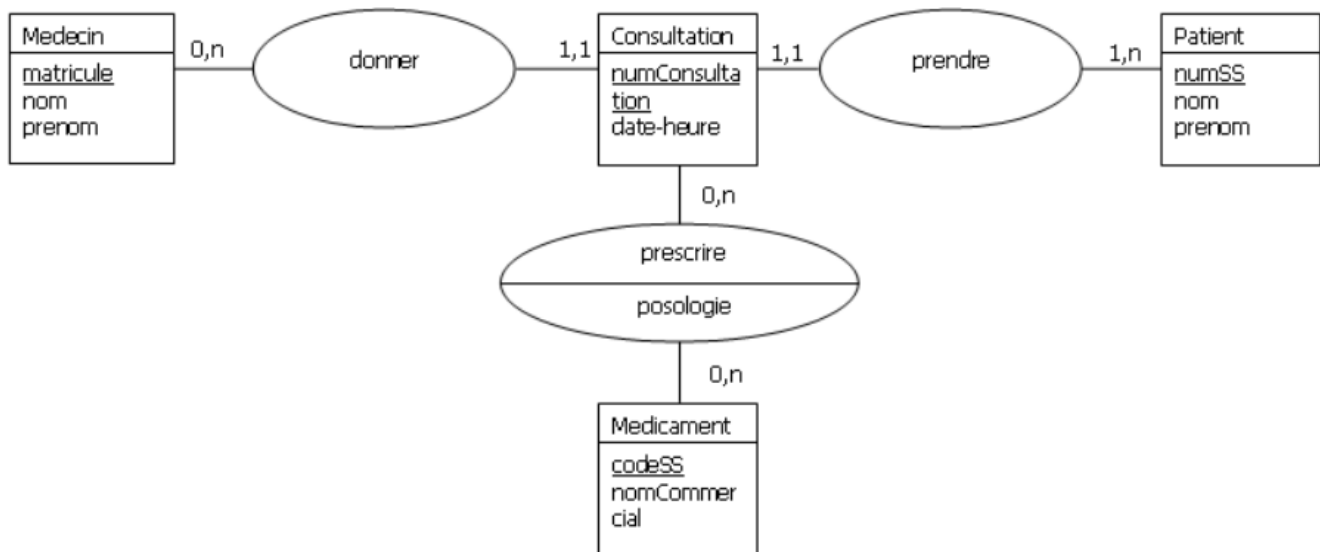 Medecin
matricule
nom
prenom
0,n
donner
1,1
Consultation
numConsulta
tion
date-heure
1,1
prendre
1,n
Patient
numSS
nom
prenom
0,n
prescrire
posologie
0,n
Medicament
codeSS
nomCommer
cial